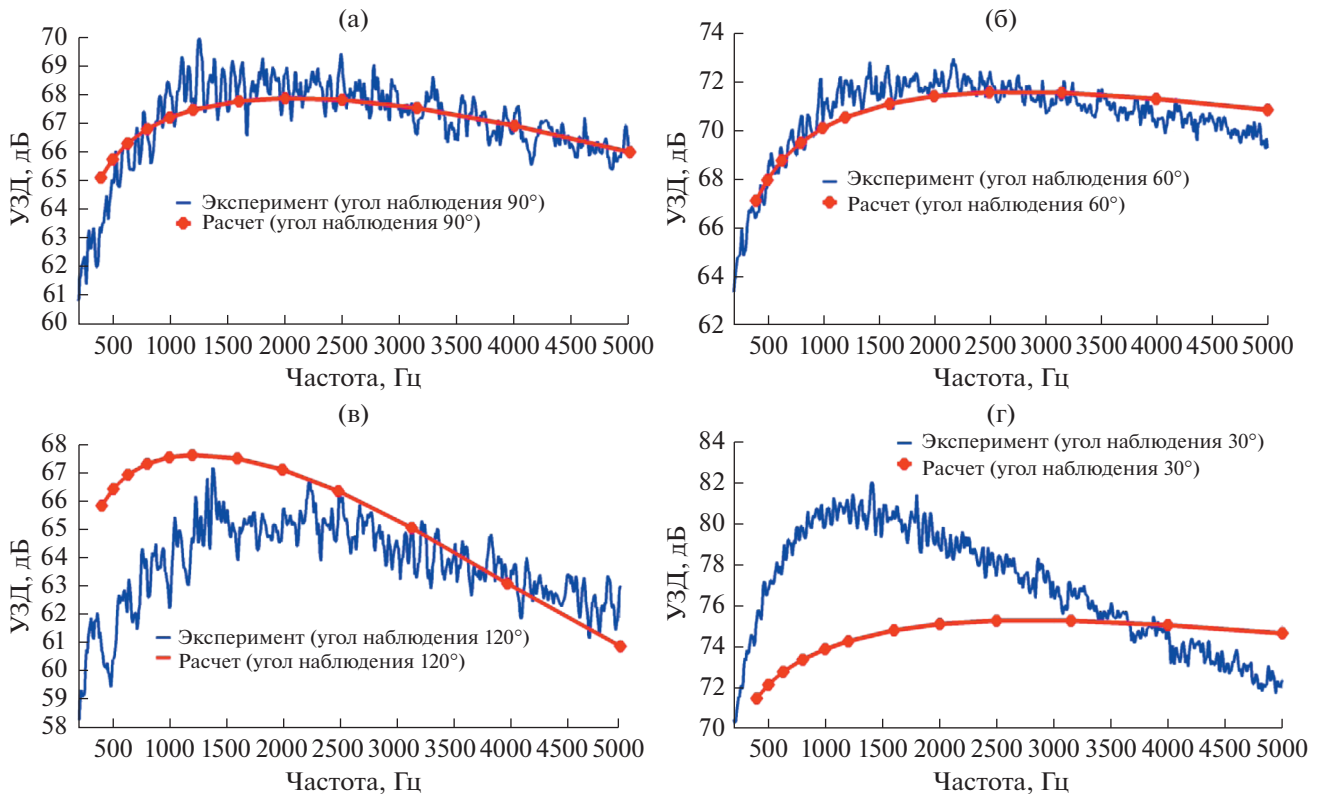 (а)
УЗД, дБ
70
69
68
67
66
65
64
63
62
61
60
Эксперимент (угол наблюдения 90°)
Расчет (угол наблюдения 90°)
500 1000 1500 2000 2500 3000 3500 4000 4500 5000
Частота, Гц
(б)
УЗД, дБ
74
72
70
68
66
64
62
Эксперимент (угол наблюдения 60°)
Расчет (угол наблюдения 60°)
500 1000 1500 2000 2500 3000 3500 4000 4500 5000
Частота, Гц
(в)
УЗД, дБ
68
67
66
65
64
63
62
61
60
59
58
Эксперимент (угол наблюдения 120°)
Расчет (угол наблюдения 120°)
500 1000 1500 2000 2500 3000 3500 4000 4500 5000
Частота, Гц
(г)
УЗД, дБ
84
82
80
78
76
74
72
70
Эксперимент (угол наблюдения 30°)
Расчет (угол наблюдения 30°)
500 1000 1500 2000 2500 3000 3500 4000 4500 5000
Частота, Гц